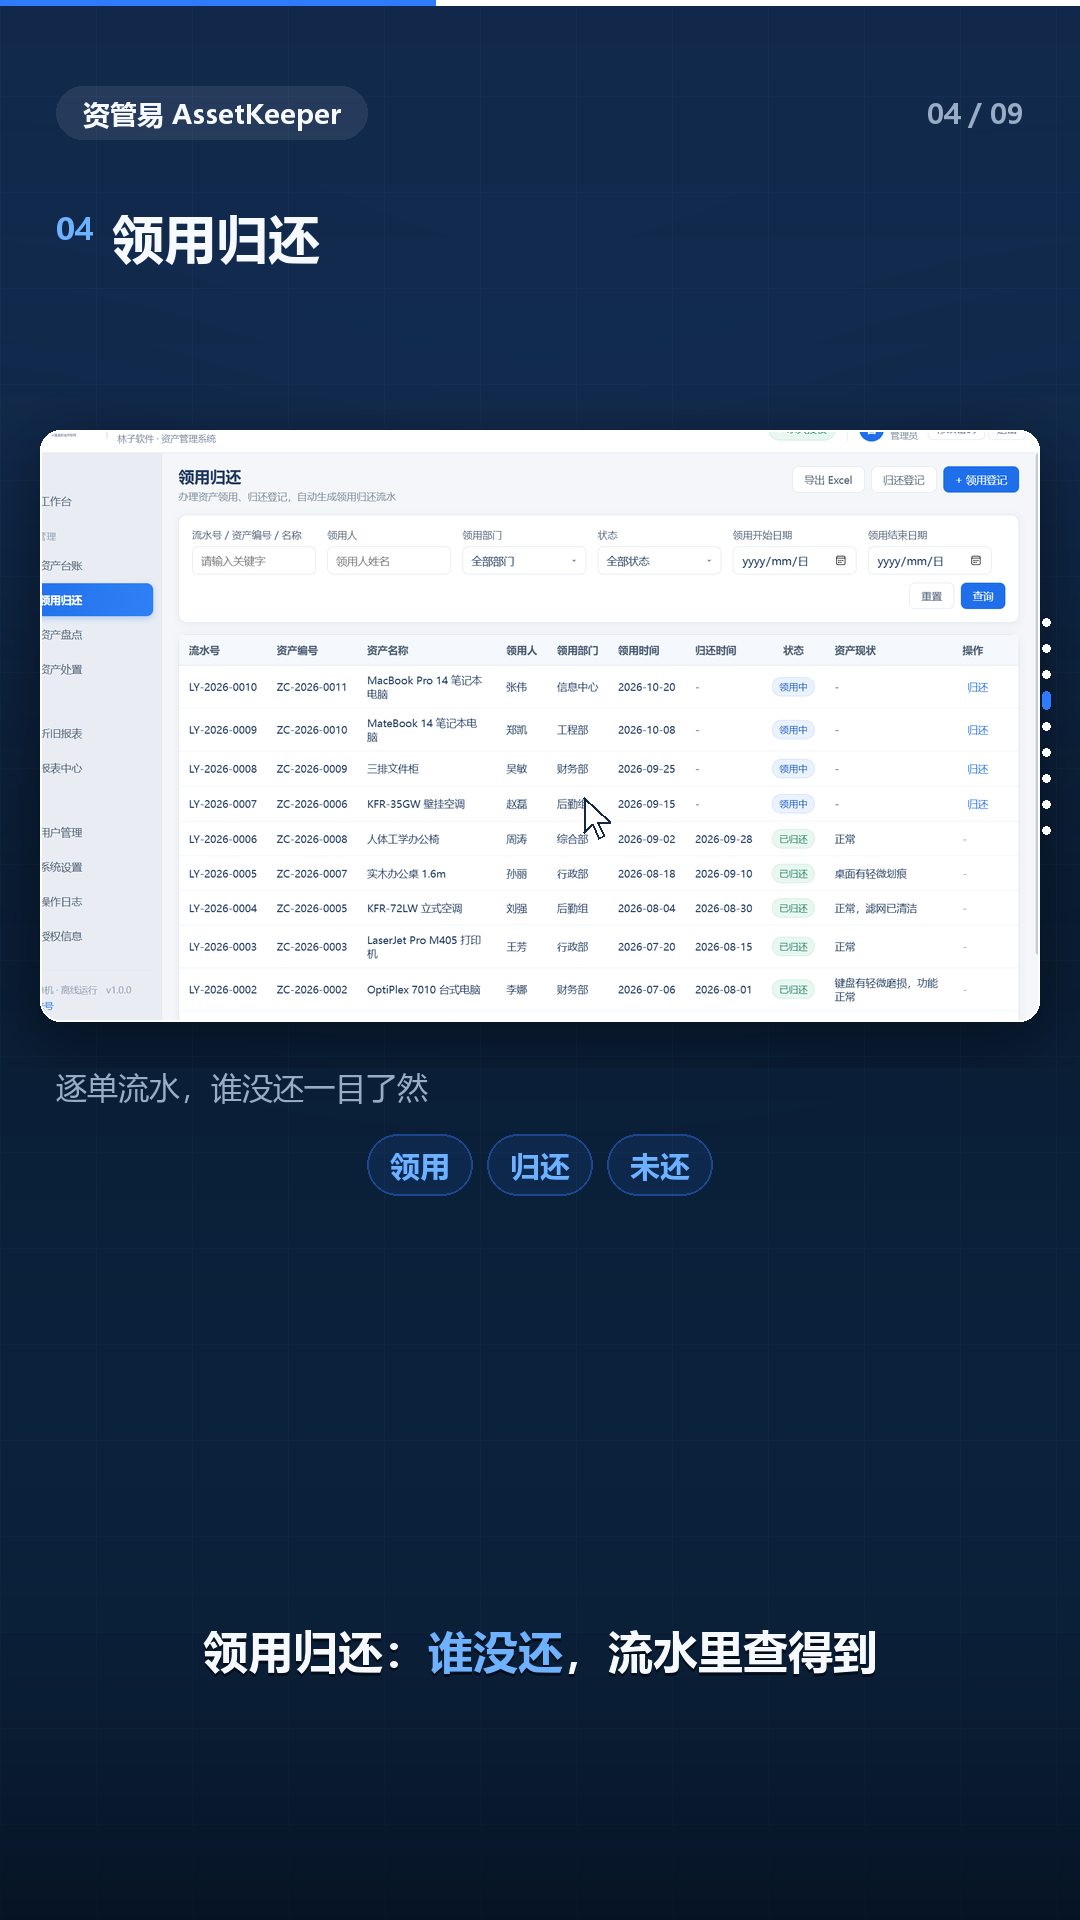 资管易 AssetKeeper
04 / 09
04 领用归还
林子软件 · 资产管理系统
管理员
工作台
管理
资产台账
领用归还
资产盘点
资产处置
折旧报表
报表中心
用户管理
系统设置
操作日志
授权信息
机 · 离线运行 v1.0.0
领用归还
办理资产领用、归还登记，自动生成领用归还流水
导出 Excel 归还登记 + 领用登记
流水号 / 资产编号 / 名称 领用人 领用部门 状态 领用开始日期 领用结束日期
请输入关键字 领用人姓名 全部部门 全部状态 yyyy/mm/日 yyyy/mm/日
重置 查询
流水号 资产编号 资产名称 领用人 领用部门 领用时间 归还时间 状态 资产现状 操作
LY-2026-0010 ZC-2026-0011 MacBook Pro 14 笔记本电脑 张伟 信息中心 2026-10-20 - 领用中 - 归还
LY-2026-0009 ZC-2026-0010 MateBook 14 笔记本电脑 郑凯 工程部 2026-10-08 - 领用中 - 归还
LY-2026-0008 ZC-2026-0009 三排文件柜 吴敏 财务部 2026-09-25 - 领用中 - 归还
LY-2026-0007 ZC-2026-0006 KFR-35GW 壁挂空调 赵磊 后勤组 2026-09-15 - 领用中 - 归还
LY-2026-0006 ZC-2026-0008 人体工学办公椅 周涛 综合部 2026-09-02 2026-09-28 已归还 正常 -
LY-2026-0005 ZC-2026-0007 实木办公桌 1.6m 孙丽 行政部 2026-08-18 2026-09-10 已归还 桌面有轻微划痕 -
LY-2026-0004 ZC-2026-0005 KFR-72LW 立式空调 刘强 后勤组 2026-08-04 2026-08-30 已归还 正常，滤网已清洁 -
LY-2026-0003 ZC-2026-0003 LaserJet Pro M405 打印机 王芳 行政部 2026-07-20 2026-08-15 已归还 正常 -
LY-2026-0002 ZC-2026-0002 OptiPlex 7010 台式电脑 李娜 财务部 2026-07-06 2026-08-01 已归还 键盘有轻微磨损，功能正常 -
逐单流水，谁没还一目了然
领用 归还 未还
领用归还：谁没还，流水里查得到